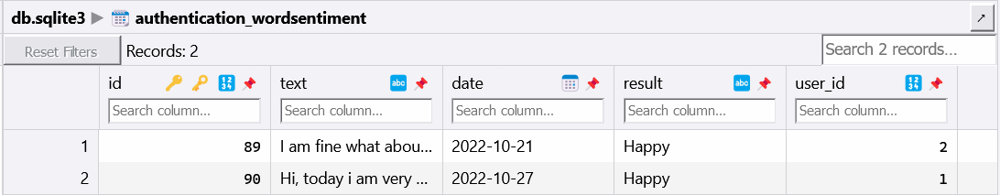 db.sqlite3 ▶ authentication_wordsentiment
Reset Filters Records: 2 Search 2 records...
id text date result user_id
Search column... Search column... Search column... Search column... Search column...
1 89 I am fine what abou... 2022-10-21 Happy 2
2 90 Hi, today i am very ... 2022-10-27 Happy 1